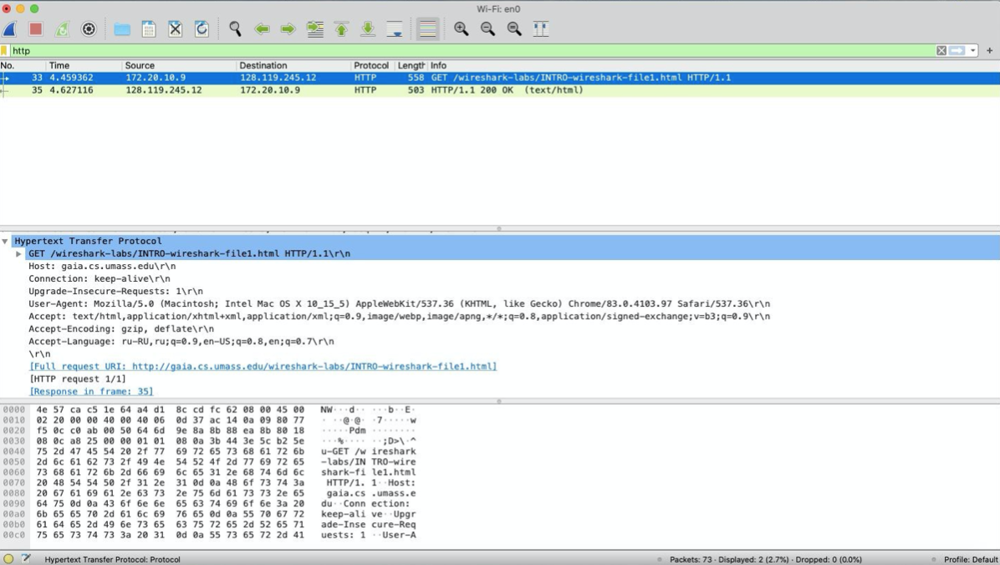 Wi-Fi: en0
http
No. Time Source Destination Protocol Length Info
33 4.459362 172.20.10.9 128.119.245.12 HTTP 558 GET /wireshark-labs/INTRO-wireshark-file1.html HTTP/1.1
35 4.627116 128.119.245.12 172.20.10.9 HTTP 503 HTTP/1.1 200 OK (text/html)
Hypertext Transfer Protocol
GET /wireshark-labs/INTRO-wireshark-file1.html HTTP/1.1\r\n
Host: gaia.cs.umass.edu\r\n
Connection: keep-alive\r\n
Upgrade-Insecure-Requests: 1\r\n
User-Agent: Mozilla/5.0 (Macintosh; Intel Mac OS X 10_15_5) AppleWebKit/537.36 (KHTML, like Gecko) Chrome/83.0.4103.97 Safari/537.36\r\n
Accept: text/html,application/xhtml+xml,application/xml;q=0.9,image/webp,image/apng,*/*;q=0.8,application/signed-exchange;v=b3;q=0.9\r\n
Accept-Encoding: gzip, deflate\r\n
Accept-Language: ru-RU,ru;q=0.9,en-US;q=0.8,en;q=0.7\r\n
\r\n
[Full request URI: http://gaia.cs.umass.edu/wireshark-labs/INTRO-wireshark-file1.html]
[HTTP request 1/1]
[Response in frame: 35]
0000 4e 57 ca c5 1e 64 a4 d1 8c cd fc 62 08 00 45 00 NW···d·· ···b··E·
0010 02 20 00 00 40 00 40 06 0d 37 ac 14 0a 09 80 77 · ··@·@· ·7·····w
0020 f5 0c c0 ab 00 50 64 6d 9e 8a 8b 88 ea 8b 80 18 ·····Pdm ········
0030 08 0c a8 25 00 00 01 01 08 0a 3b 44 3e 5c b2 5e ···%···· ··;D>\·^
0040 75 2d 47 45 54 20 2f 77 69 72 65 73 68 61 72 6b u-GET /w ireshark
0050 2d 6c 61 62 73 2f 49 4e 54 52 4f 2d 77 69 72 65 -labs/IN TRO-wire
0060 73 68 61 72 6b 2d 66 69 6c 65 31 2e 68 74 6d 6c shark-fi le1.html
0070 20 48 54 54 50 2f 31 2e 31 0d 0a 48 6f 73 74 3a HTTP/1. 1··Host:
0080 20 67 61 69 61 2e 63 73 2e 75 6d 61 73 73 2e 65 gaia.cs .umass.e
0090 64 75 0d 0a 43 6f 6e 6e 65 63 74 69 6f 6e 3a 20 du··Conn ection:
00a0 6b 65 65 70 2d 61 6c 69 76 65 0d 0a 55 70 67 72 keep-ali ve··Upgr
00b0 61 64 65 2d 49 6e 73 65 63 75 72 65 2d 52 65 71 ade-Inse cure-Req
00c0 75 65 73 74 73 3a 20 31 0d 0a 55 73 65 72 2d 41 uests: 1 ··User-A
Hypertext Transfer Protocol: Protocol Packets: 73 · Displayed: 2 (2.7%) · Dropped: 0 (0.0%) Profile: Default